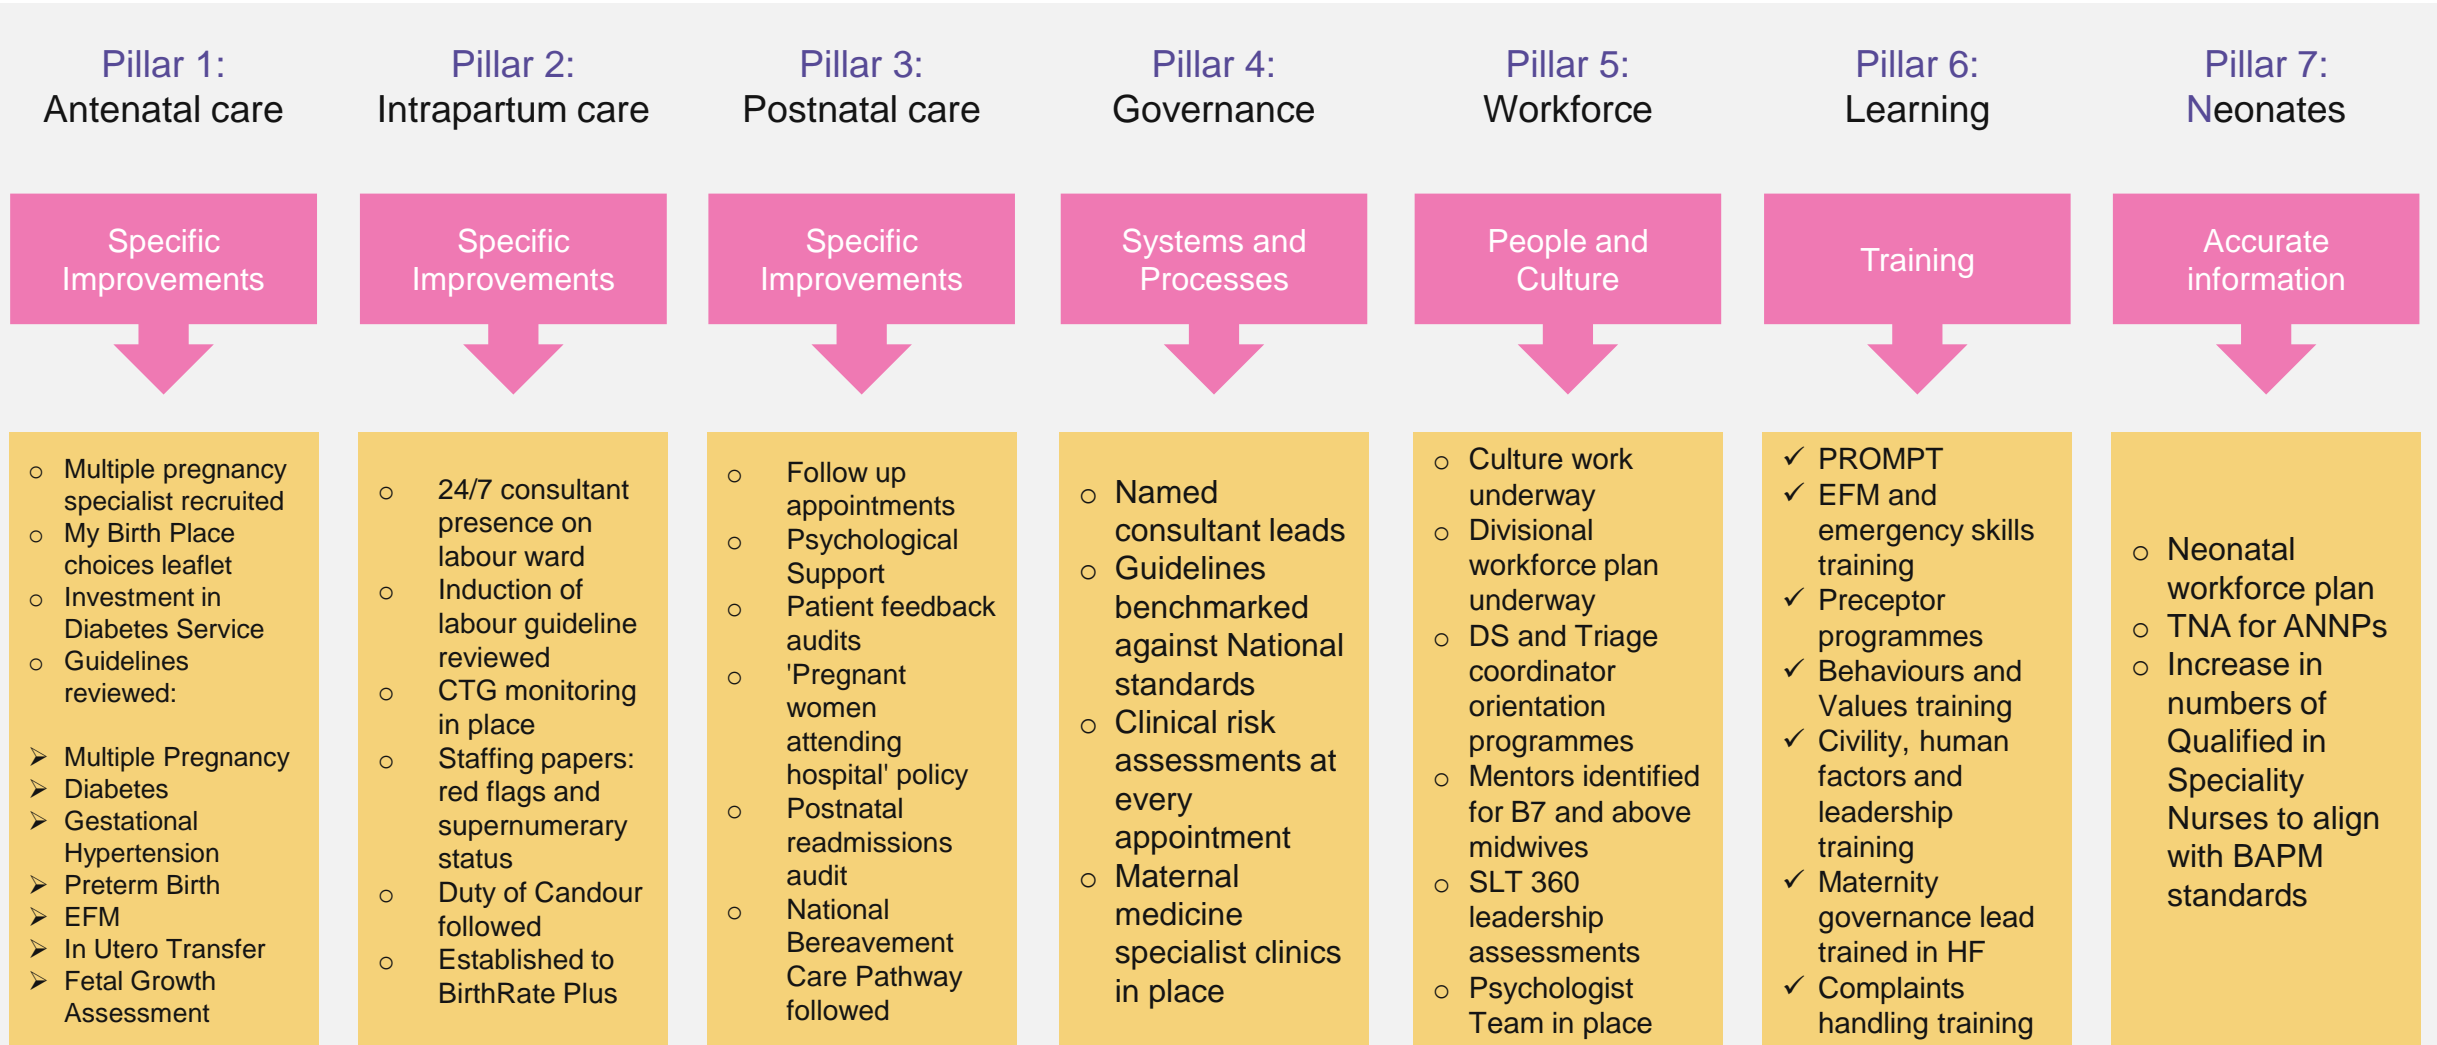 Pillar 1:
Antenatal care
Specific
Improvements
o Multiple pregnancy
specialist recruited
o My Birth Place
choices leaflet
o Investment in
Diabetes Service
o Guidelines
reviewed:
➢ Multiple Pregnancy
➢ Diabetes
➢ Gestational
Hypertension
➢ Preterm Birth
➢ EFM
➢ In Utero Transfer
➢ Fetal Growth
Assessment
Pillar 2:
Intrapartum care
Specific
Improvements
o 24/7 consultant
presence on
labour ward
o Induction of
labour guideline
reviewed
o CTG monitoring
in place
o Staffing papers:
red flags and
supernumerary
status
o Duty of Candour
followed
o Established to
BirthRate Plus
Pillar 3:
Postnatal care
Specific
Improvements
o Follow up
appointments
o Psychological
Support
o Patient feedback
audits
o 'Pregnant
women
attending
hospital' policy
o Postnatal
readmissions
audit
o National
Bereavement
Care Pathway
followed
Pillar 4:
Governance
Systems and
Processes
o Named
consultant leads
o Guidelines
benchmarked
against National
standards
o Clinical risk
assessments at
every
appointment
o Maternal
medicine
specialist clinics
in place
Pillar 5:
Workforce
People and
Culture
o Culture work
underway
o Divisional
workforce plan
underway
o DS and Triage
coordinator
orientation
programmes
o Mentors identified
for B7 and above
midwives
o SLT 360
leadership
assessments
o Psychologist
Team in place
Pillar 6:
Learning
Training
✓ PROMPT
✓ EFM and
emergency skills
training
✓ Preceptor
programmes
✓ Behaviours and
Values training
✓ Civility, human
factors and
leadership
training
✓ Maternity
governance lead
trained in HF
✓ Complaints
handling training
Pillar 7:
Neonates
Accurate
information
o Neonatal
workforce plan
o TNA for ANNPs
o Increase in
numbers of
Qualified in
Speciality
Nurses to align
with BAPM
standards